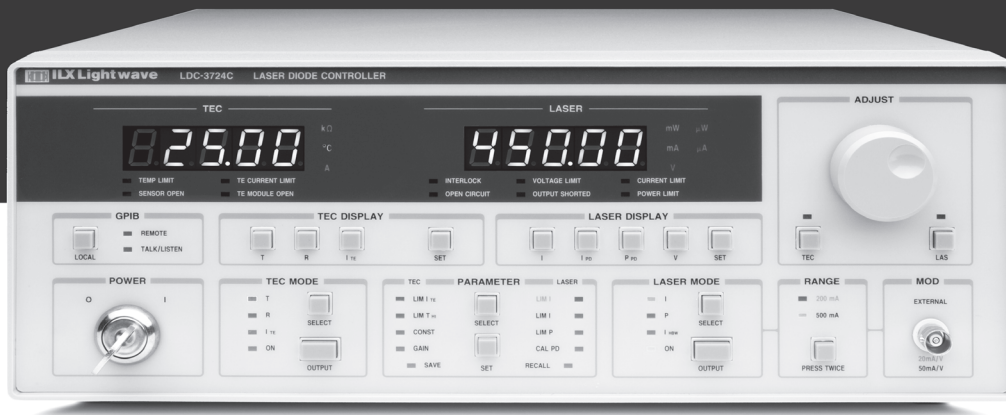 ILX Lightwave LDC-3724C LASER DIODE CONTROLLER
TEC
25.00
kΩ
°C
A
TEMP LIMIT TE CURRENT LIMIT
SENSOR OPEN TE MODULE OPEN
LASER
450.00
mW μW
mA μA
V
INTERLOCK VOLTAGE LIMIT CURRENT LIMIT
OPEN CIRCUIT OUTPUT SHORTED POWER LIMIT
ADJUST
TEC LAS
GPIB
LOCAL
REMOTE
TALK/LISTEN
TEC DISPLAY
T R I TE SET
LASER DISPLAY
I I PD P PD V SET
POWER
O I
TEC MODE
T
R
I TE
ON
SELECT
OUTPUT
TEC PARAMETER LASER
LIM I TE
LIM T HI
CONST
GAIN
SAVE
SELECT
SET
LIM I
LIM I
LIM P
CAL PD
RECALL
LASER MODE
I
P
I HBW
ON
SELECT
OUTPUT
RANGE
200 mA
500 mA
PRESS TWICE
MOD
EXTERNAL
20mA/V
50mA/V